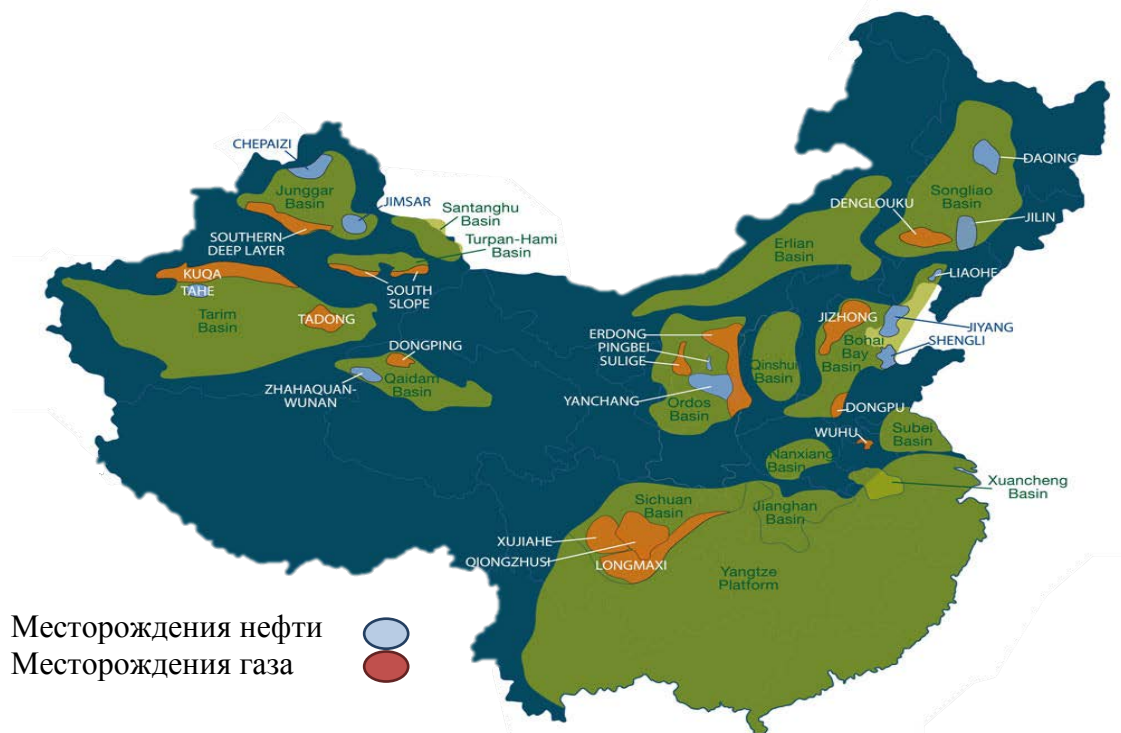 CHEPAIZI
Junggar
Basin
JIMSAR
Santanghu
Basin
Turpan-Hami
Basin
SOUTHERN
DEEP LAYER
KUQA
TAHE
Tarim
Basin
TADONG
SOUTH
SLOPE
DONGPING
ZHAHAQUAN-
WUNAN
Qaidam
Basin
DAQING
Songliao
Basin
DENGLOUKU
JILIN
Erlian
Basin
LIAOHE
JIZHONG
JIYANG
Bohai
Bay
Basin
SHENGLI
ERDONG
PINGBEI
SULIGE
YANCHANG
Ordos
Basin
Qinshui
Basin
DONGPU
WUHU
Subei
Basin
Nanxiang
Basin
Xuancheng
Basin
Sichuan
Basin
Jianghan
Basin
XUJIAHE
QIONGZHUSI
LONGMAXI
Yangtze
Platform
Месторождения нефти
Месторождения газа